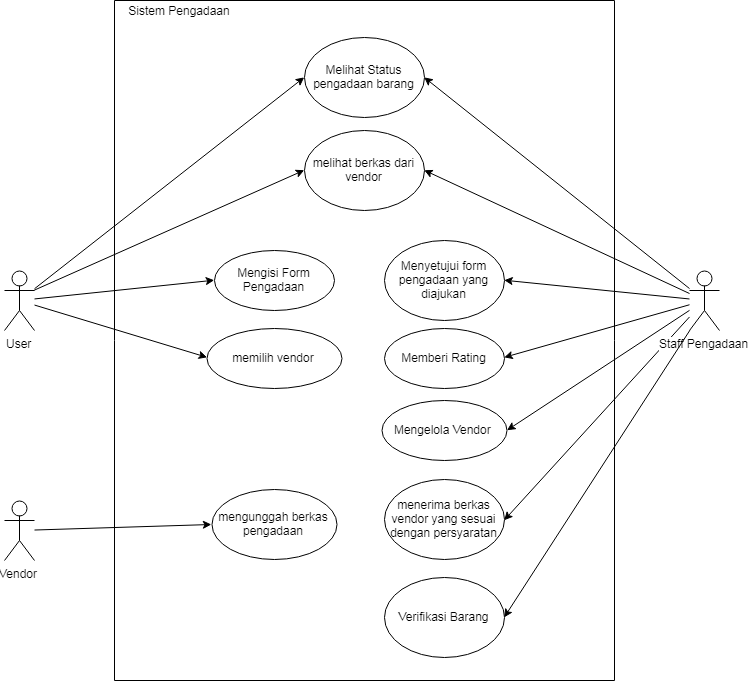 Sistem Pengadaan
Melihat Status
pengadaan barang
melihat berkas dari
vendor
Mengisi Form
Pengadaan
Menyetujui form
pengadaan yang
diajukan
User
Staff Pengadaan
memilih vendor
Memberi Rating
Mengelola Vendor
mengunggah berkas
pengadaan
menerima berkas
vendor yang sesuai
dengan persyaratan
Vendor
Verifikasi Barang